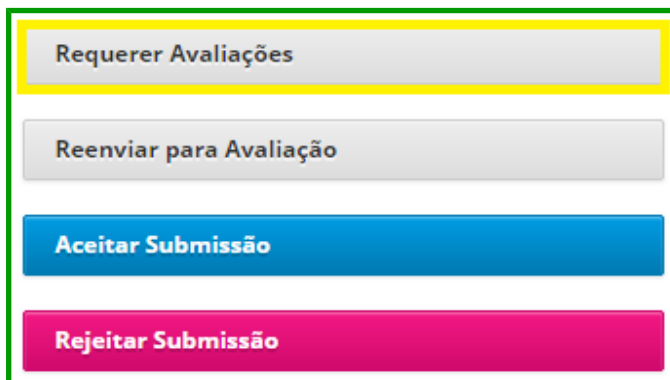 Requerer Avaliações
Reenviar para Avaliação
Aceitar Submissão
Rejeitar Submissão